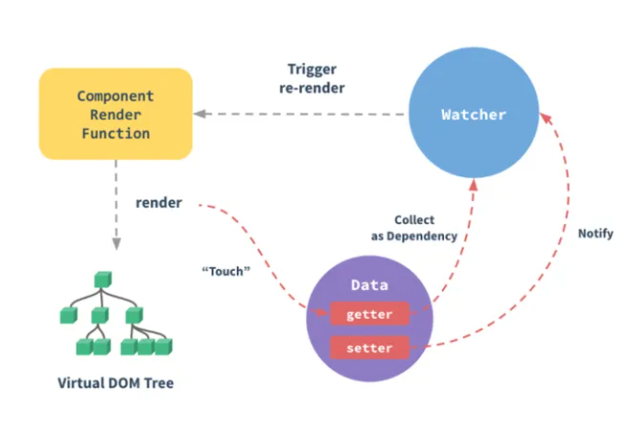 Trigger
re-render
Component
Render
Function
Watcher
render
Collect
as Dependency
Notify
“Touch”
Data
getter
setter
Virtual DOM Tree